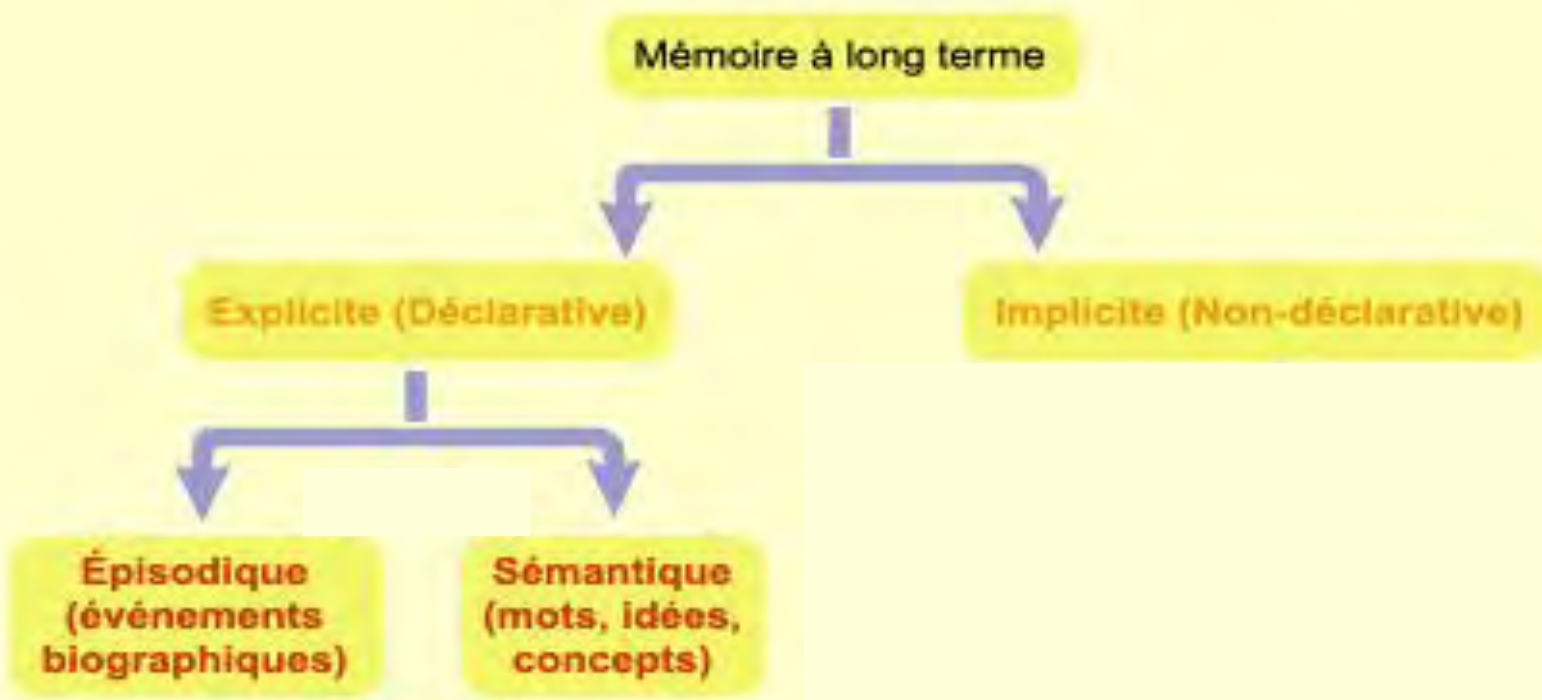 Mémoire à long terme
Explicite (Déclarative)
Implicite (Non-déclarative)
Épisodique
(événements
biographiques)
Sémantique
(mots, idées,
concepts)